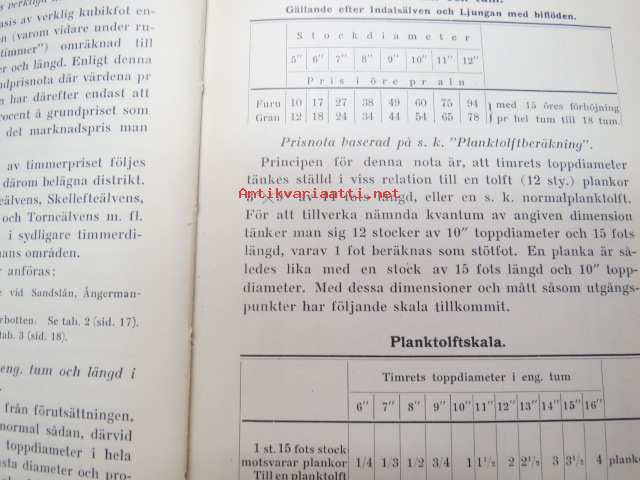 asis av verklig kubikfot en-
n (varom vidare under ru-
timmer") omräknad till
er och längd. Enligt denna
dprisnota där värdena pr
n har därefter endast att
rocent å grundpriset som
det marknadspris man
av timmerpriset följes
därom belägna distrikt.
eälvens, Skellefteälvens,
och Torneälvens m. fl.
i sydligare timmerdi-
nans områden.
r anföras:
e vid Sandslån, Ångerman-
rbotten. Se tab. 2 (sid. 17).
tab. 3 (sid. 18).
eng. tum och längd i
från förutsättningen,
normal sådan, därvid
toppdiameter i hela
sta diameter och pro-
Gällande efter Indalsälven och Ljungan med biflöden.
Stockdiameter
5" 6" 7" 8" 9" 10" 11" 12"
Pris i öre pr aln
Furu 10 17 27 38 49 60 75 94 med 15 öres förhöjning
Gran 12 18 24 34 44 54 65 78 pr hel tum till 18 tum.
Prisnota baserad på s. k. "Planktolftberäkning".
Principen för denna nota är, att timrets toppdiameter
tänkes ställd i viss relation till en tolft (12 sty.) plankor
Antikvariaatti.net
av 14 fots längd, eller en s. k. normalplanktolft.
För att tillverka nämnda kvantum av angiven dimension
tänker man sig 12 stocker av 10" toppdiameter och 15 fots
längd, varav 1 fot beräknas som stötfot. En planka är så-
ledes lika med en stock av 15 fots längd och 10" topp-
diameter. Med dessa dimensioner och mått såsom utgångs-
punkter har följande skala tillkommit.
Planktolftskala.
Timrets toppdiameter i eng. tum
6" 7" 8" 9" 10" 11" 12" 13" 14" 15" 16"
1 st. 15 fots stock
motsvarar plankor 1/4 1/3 1/2 3/4 1 1 1/2 2 2 1/2 3 3 1/2 4 plank
Till en planktolft